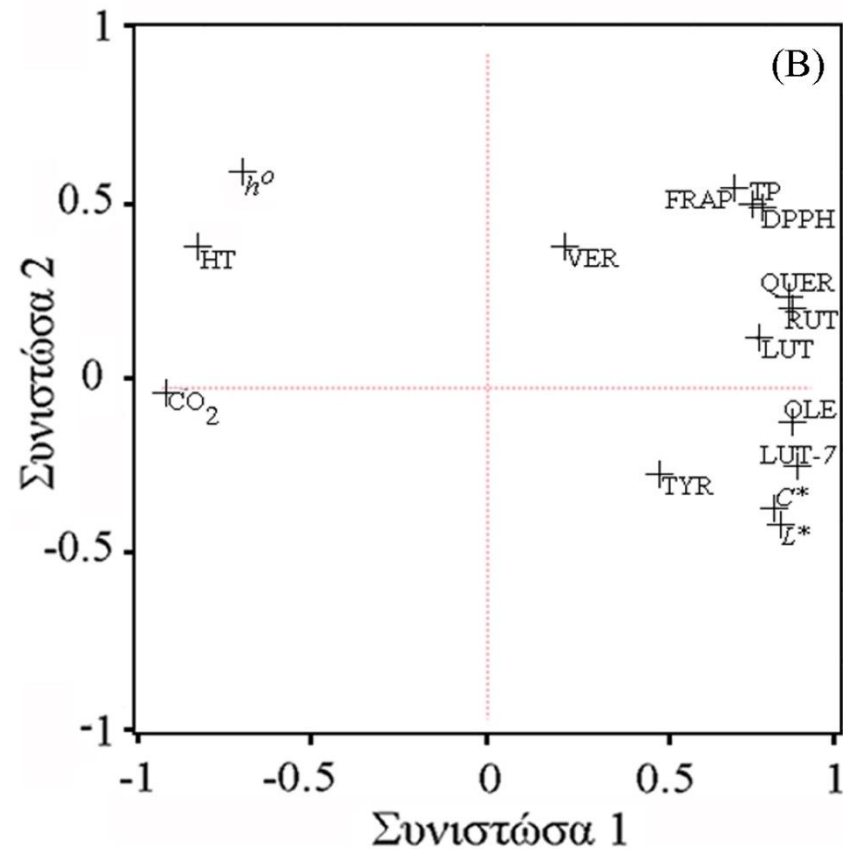 1
(B)
h°
0.5
FRAP
TP
DPPH
HT
VER
QUER
RUT
LUT
0
CO₂
OLE
LUT-7
TYR
C*
L*
-0.5
-1
-1
-0.5
0
0.5
1
Συνιστώσα 2
Συνιστώσα 1